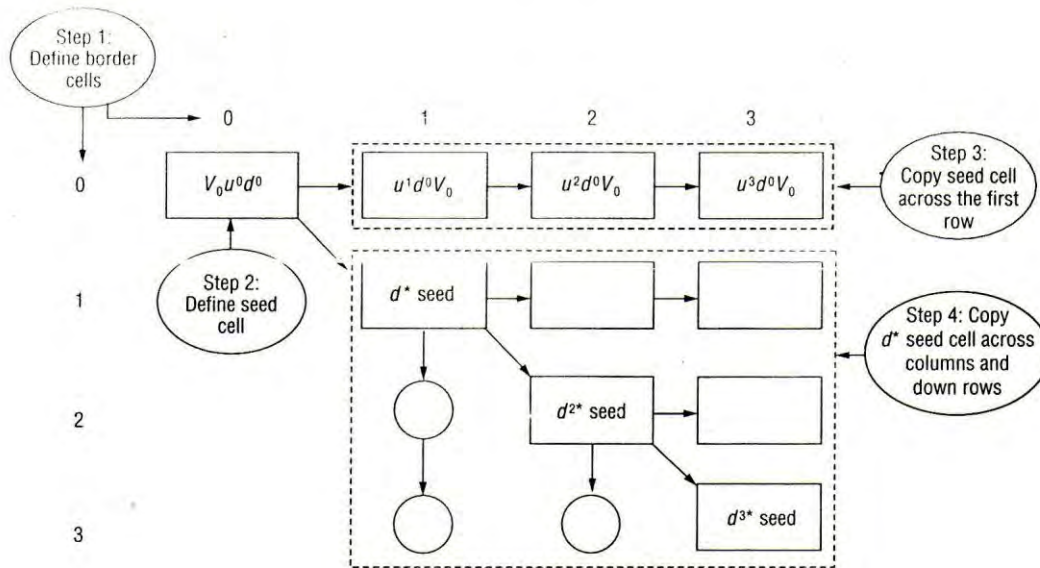 Step 1:
Define border
cells
0
1
2
3
0
V₀u⁰d⁰
u¹d⁰V₀
u²d⁰V₀
u³d⁰V₀
Step 3:
Copy seed cell
across the first
row
Step 2:
Define seed
cell
1
d* seed
Step 4: Copy
d* seed cell across
columns and
down rows
2
d²* seed
3
d³* seed